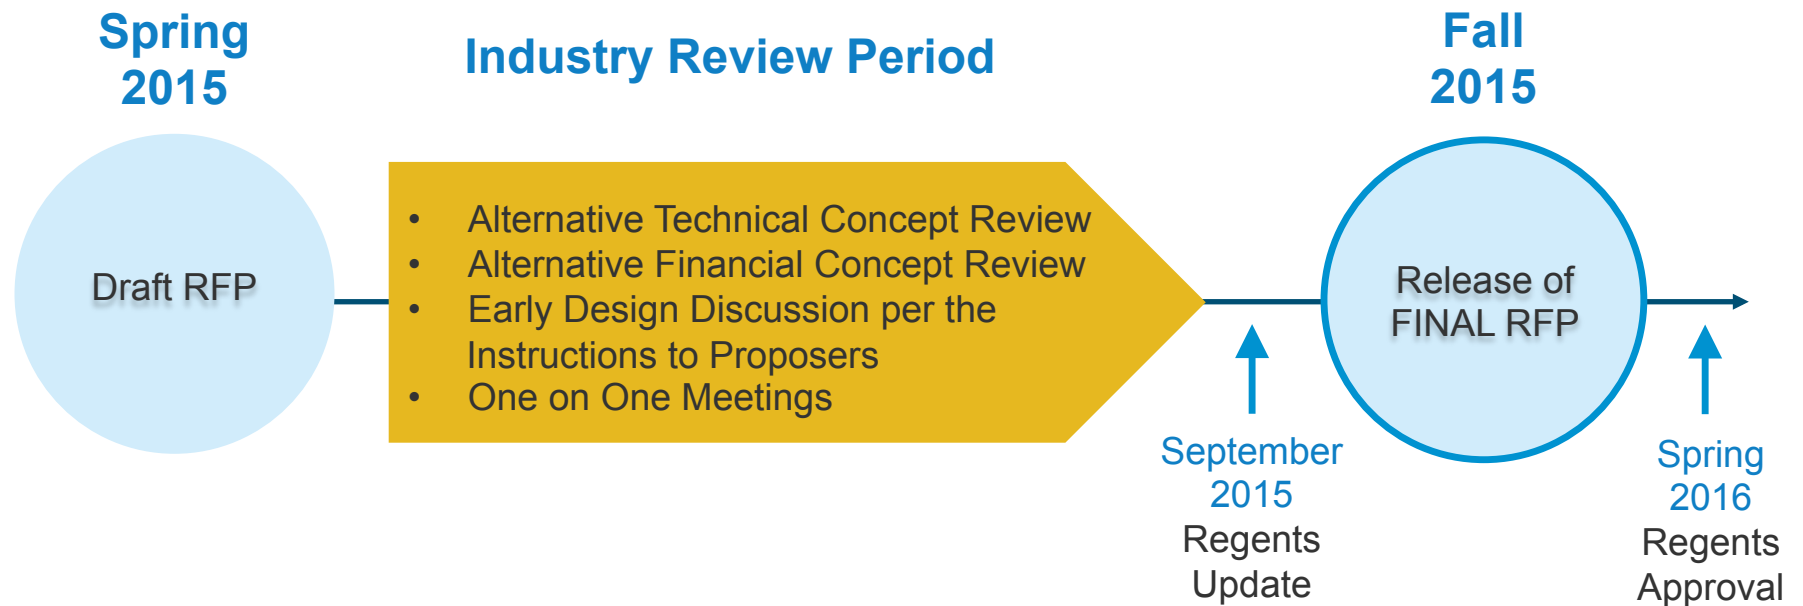 Spring
2015
Industry Review Period
Fall
2015
Draft RFP
• Alternative Technical Concept Review
• Alternative Financial Concept Review
• Early Design Discussion per the
Instructions to Proposers
• One on One Meetings
Release of
FINAL RFP
September
2015
Regents
Update
Spring
2016
Regents
Approval